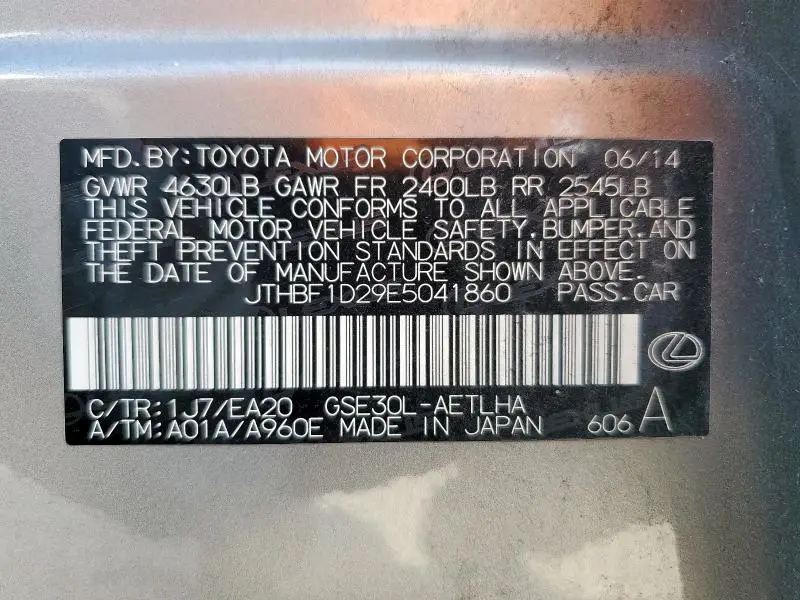 MFD. BY: TOYOTA MOTOR CORPORATION 06/14
GVWR 4630LB GAWR FR 2400LB RR 2545LB
THIS VEHICLE CONFORMS TO ALL APPLICABLE
FEDERAL MOTOR VEHICLE SAFETY, BUMPER, AND
THEFT PREVENTION STANDARDS IN EFFECT ON
THE DATE OF MANUFACTURE SHOWN ABOVE.
JTHBF1D29E5041860 PASS. CAR
C/TR: 1J7/EA20 GSE30L-AETLHA
A/TM: A01A/A960E MADE IN JAPAN 606 A